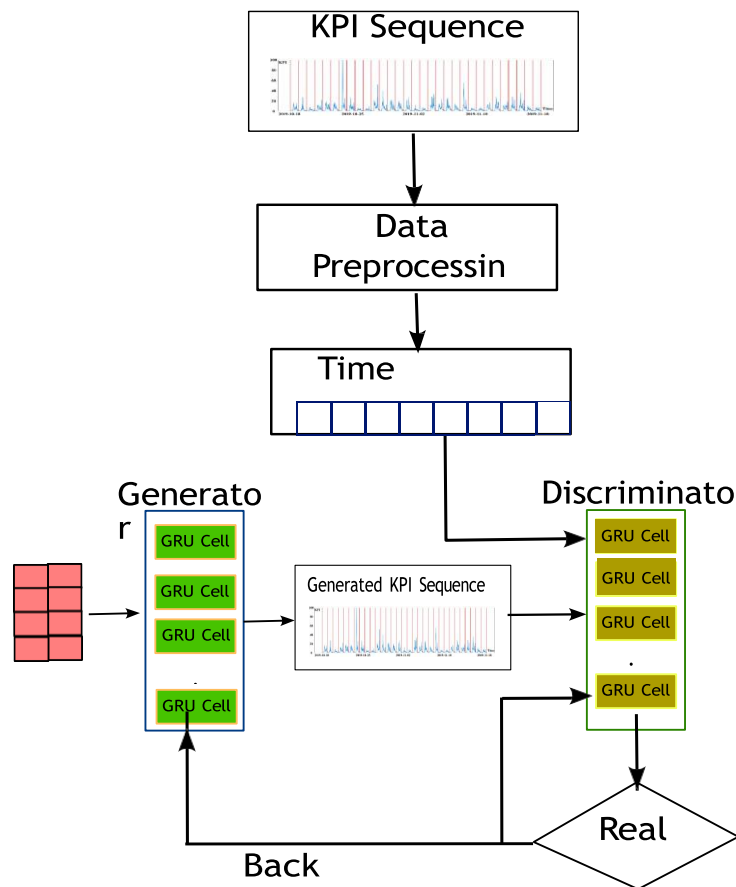 KPI Sequence
Data
Preprocessin
Time
Generato
r
Discriminato
GRU Cell
GRU Cell
GRU Cell
.
GRU Cell
Generated KPI Sequence
GRU Cell
GRU Cell
GRU Cell
.
GRU Cell
Real
Back